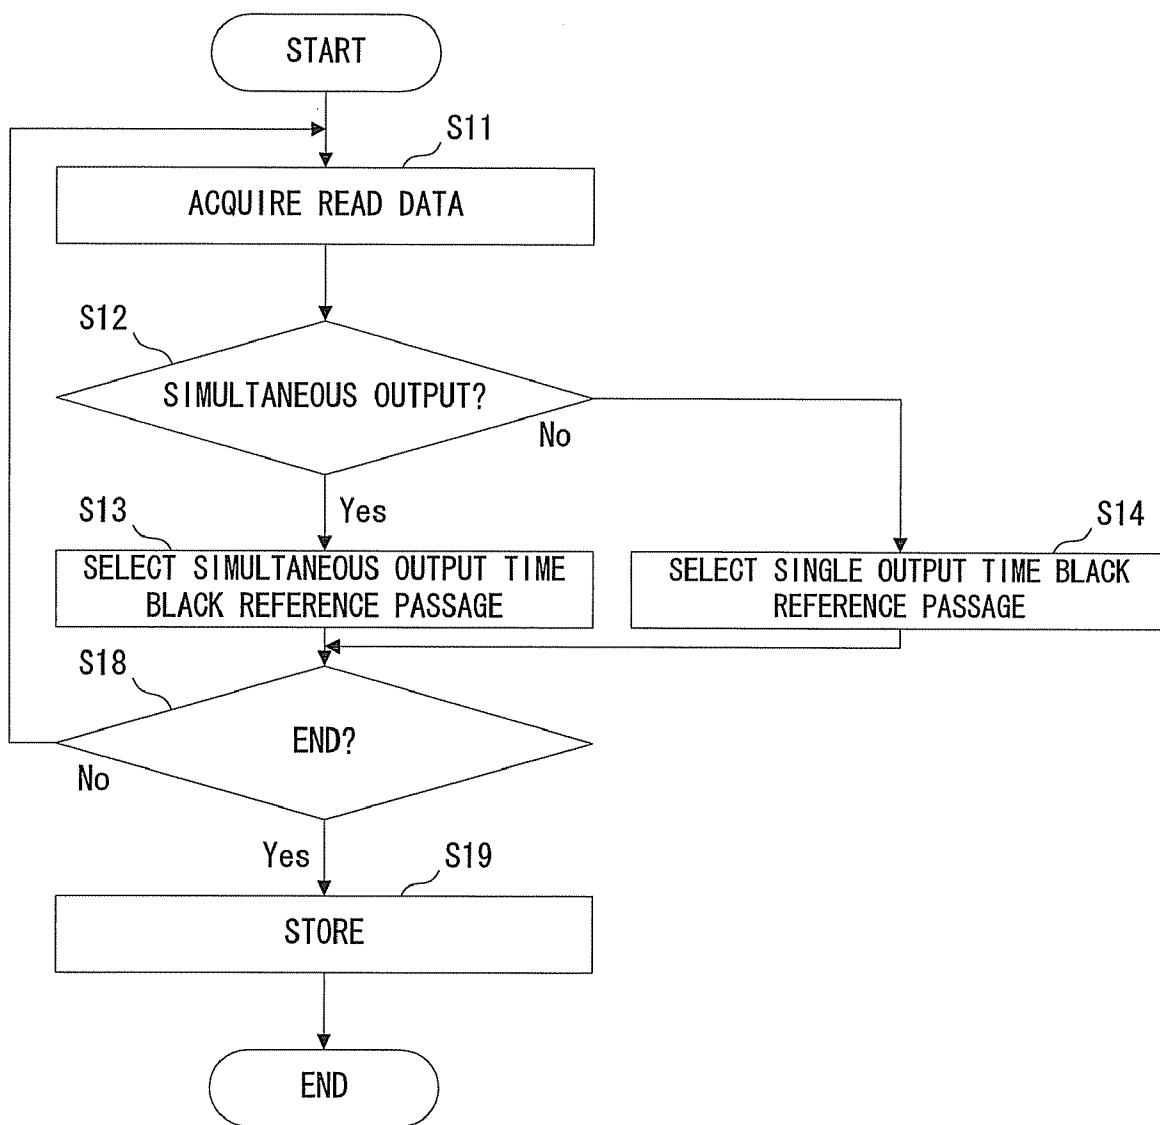 START
S11
ACQUIRE READ DATA
S12
SIMULTANEOUS OUTPUT?
No
Yes
S13
SELECT SIMULTANEOUS OUTPUT TIME
BLACK REFERENCE PASSAGE
S14
SELECT SINGLE OUTPUT TIME BLACK
REFERENCE PASSAGE
S18
END?
No
Yes
S19
STORE
END